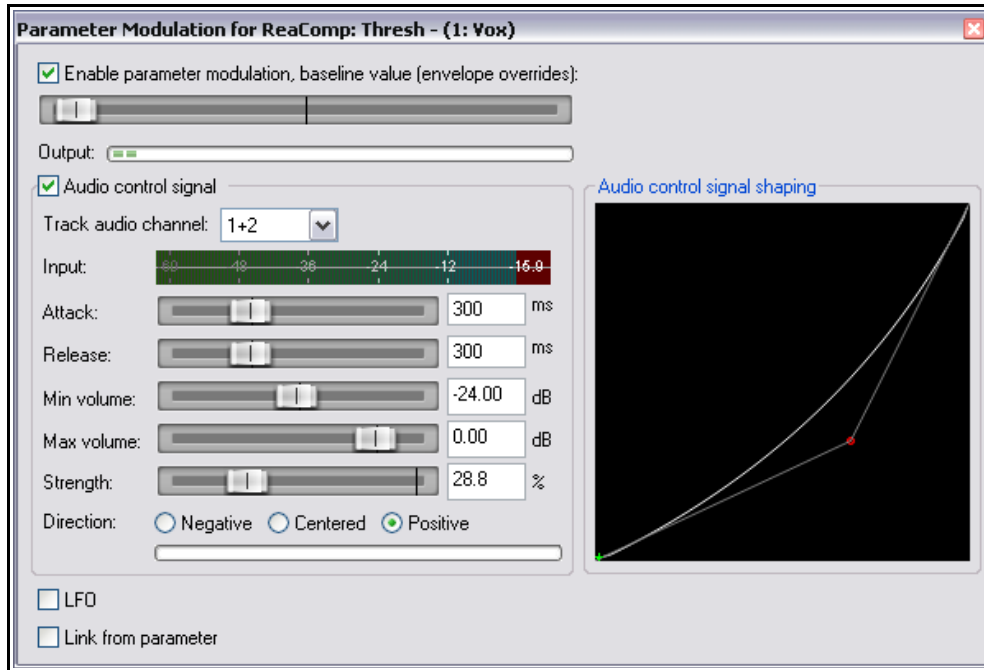 Parameter Modulation for ReaComp: Thresh - (1: Vox)
Enable parameter modulation, baseline value (envelope overrides):
Output:
Audio control signal
Audio control signal shaping
Track audio channel: 1+2
Input: -60 -48 -36 -24 -12 -15.9
Attack: 300 ms
Release: 300 ms
Min volume: -24.00 dB
Max volume: 0.00 dB
Strength: 28.8 %
Direction: Negative Centered Positive
LFO
Link from parameter